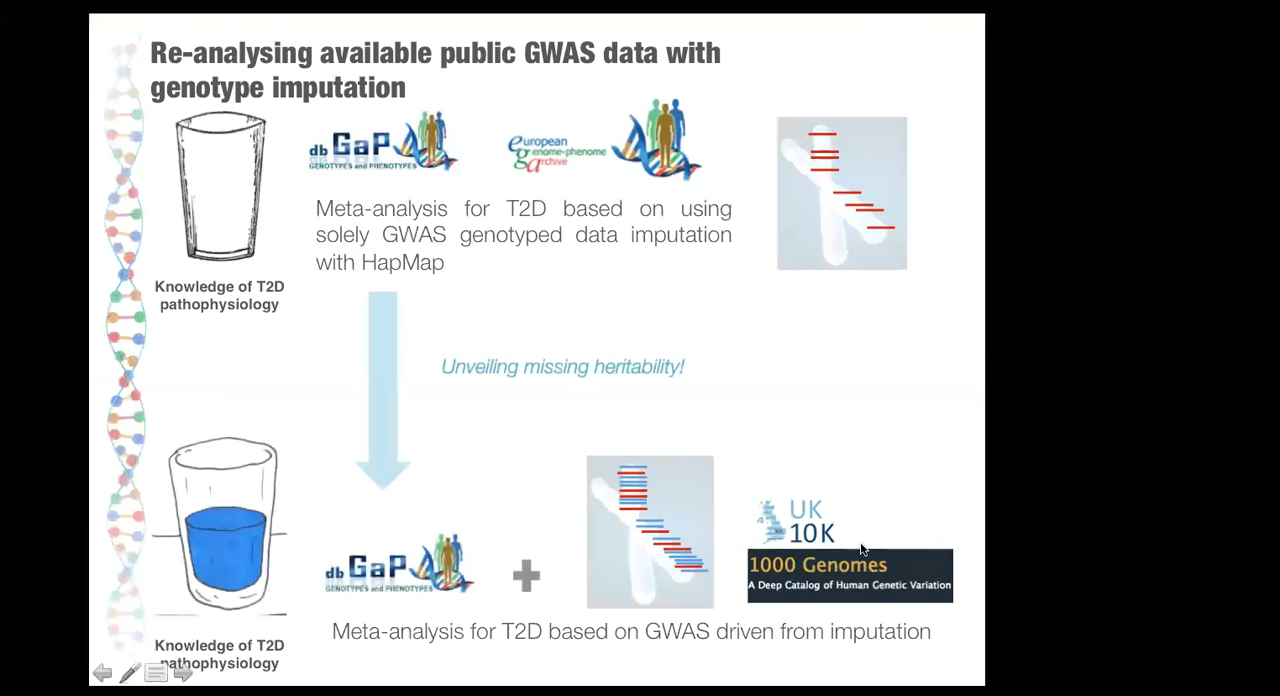 Re-analysing available public GWAS data with
genotype imputation
db GaP
GENOTYPES and PHENOTYPES
european
genome-phenome
archive
Meta-analysis for T2D based on using
solely GWAS genotyped data imputation
with HapMap
Knowledge of T2D
pathophysiology
Unveiling missing heritability!
UK
10K
db GaP
GENOTYPES and PHENOTYPES
1000 Genomes
A Deep Catalog of Human Genetic Variation
Meta-analysis for T2D based on GWAS driven from imputation
Knowledge of T2D
pathophysiology